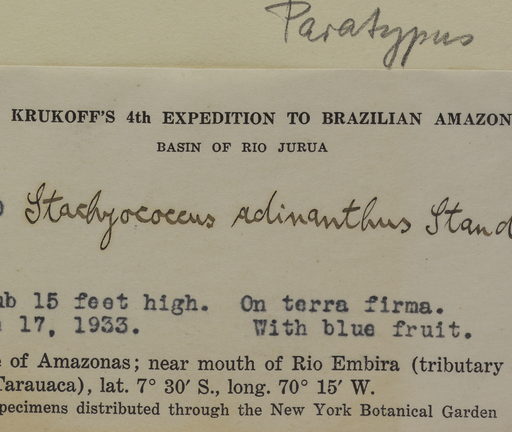 Paratypus
KRUKOFF'S 4th EXPEDITION TO BRAZILIAN AMAZON
BASIN OF RIO JURUA
Stachyococcus adinanthus Stand
ub 15 feet high. On terra firma.
17, 1933. With blue fruit.
e of Amazonas; near mouth of Rio Embira (tributary
Tarauaca), lat. 7° 30′ S., long. 70° 15′ W.
pecimens distributed through the New York Botanical Garden